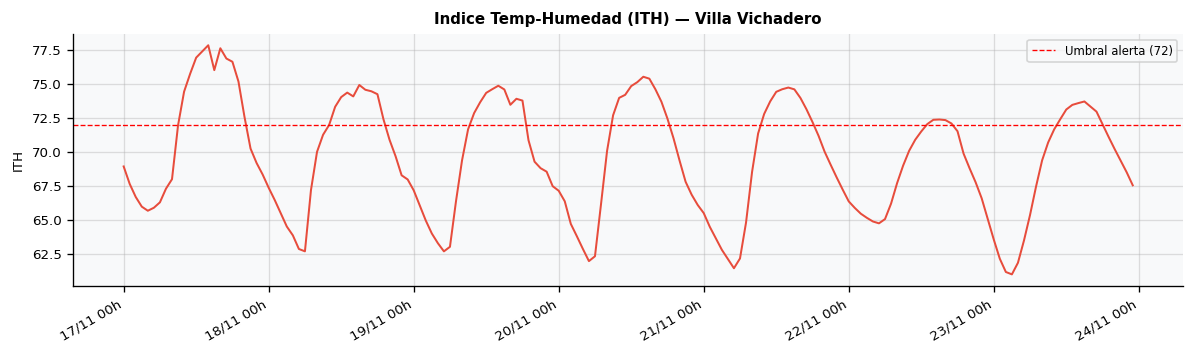 Indice Temp-Humedad (ITH) — Villa Vichadero
Umbral alerta (72)
ITH
77.5
75.0
72.5
70.0
67.5
65.0
62.5
17/11 00h
18/11 00h
19/11 00h
20/11 00h
21/11 00h
22/11 00h
23/11 00h
24/11 00h